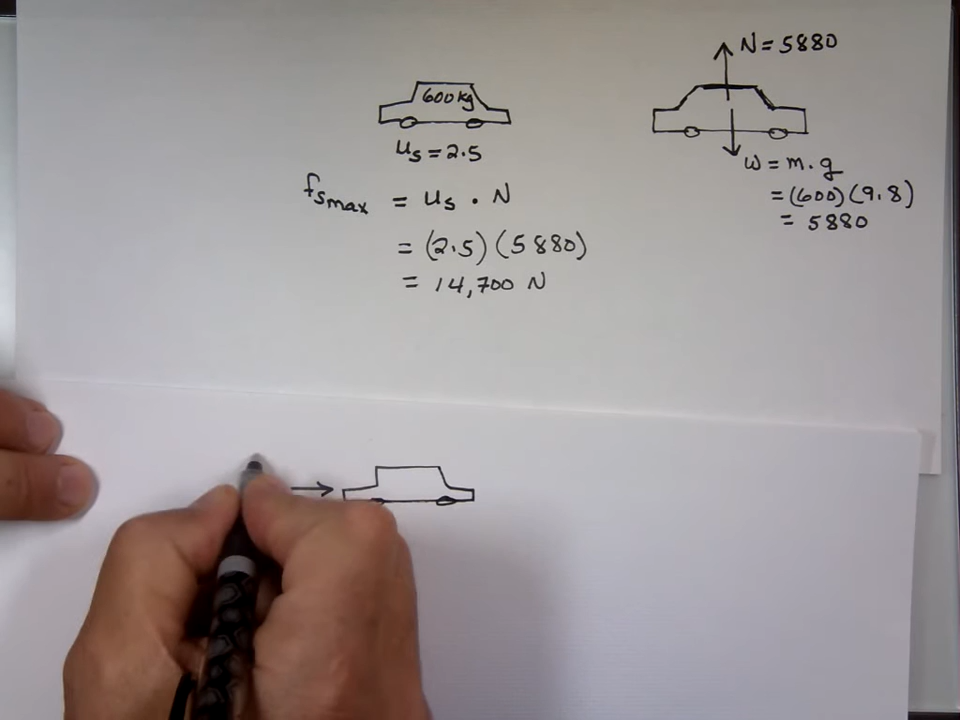 600kg
us = 2.5
fsmax = us · N
= (2.5)(5880)
= 14,700 N
N = 5880
W = m.g
= (600)(9.8)
= 5880